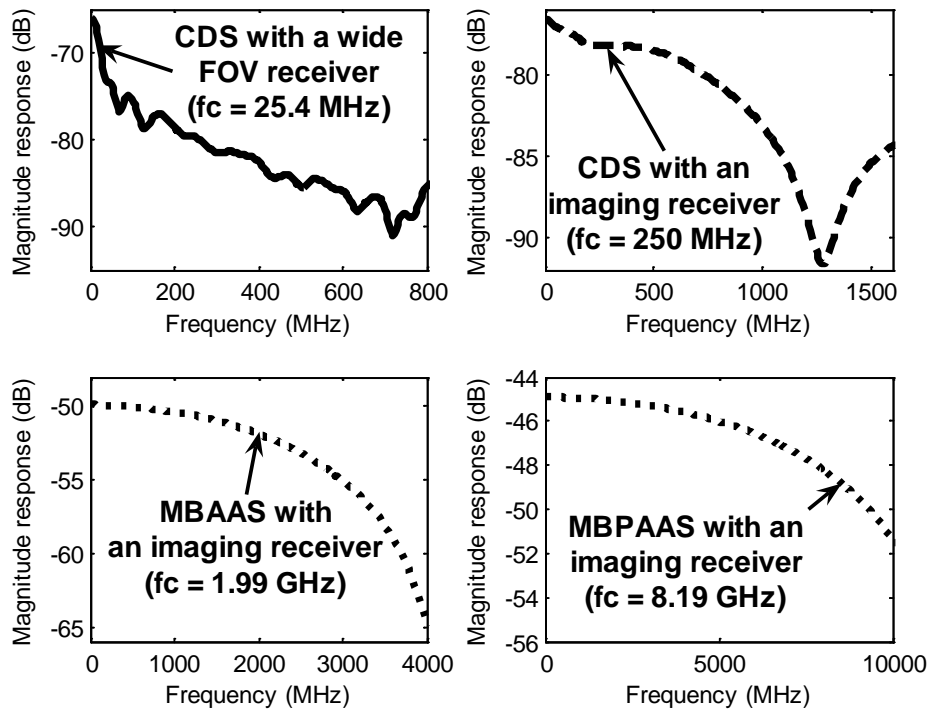 Magnitude response (dB)
-70
-80
-90
CDS with a wide
FOV receiver
(fc = 25.4 MHz)
0 200 400 600 800
Frequency (MHz)
Magnitude response (dB)
-78
-85
-90
CDS with an
imaging receiver
(fc = 250 MHz)
0 500 1000 1500
Frequency (MHz)
Magnitude response (dB)
-50
-55
-60
-65
MBAAS with
an imaging receiver
(fc = 1.99 GHz)
0 1000 2000 3000 4000
Frequency (MHz)
Magnitude response (dB)
-44
-46
-48
-50
-52
-54
-56
MBPAAS with an
imaging receiver
(fc = 8.19 GHz)
0 5000 10000
Frequency (MHz)